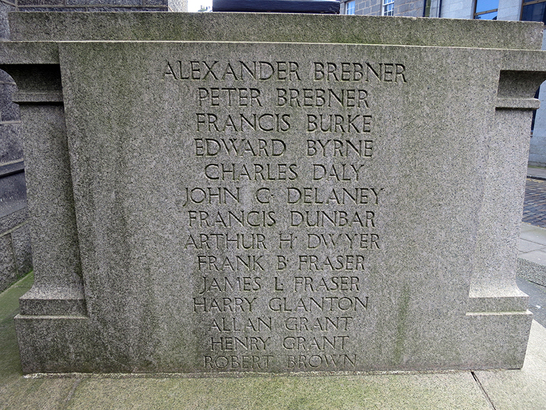 ALEXANDER BREBNER
PETER BREBNER
FRANCIS BURKE
EDWARD BYRNE
CHARLES DALY
JOHN C· DELANEY
FRANCIS DUNBAR
ARTHUR H· DWYER
FRANK B· FRASER
JAMES L· FRASER
HARRY GLANTON
ALLAN GRANT
HENRY GRANT
ROBERT BROWN